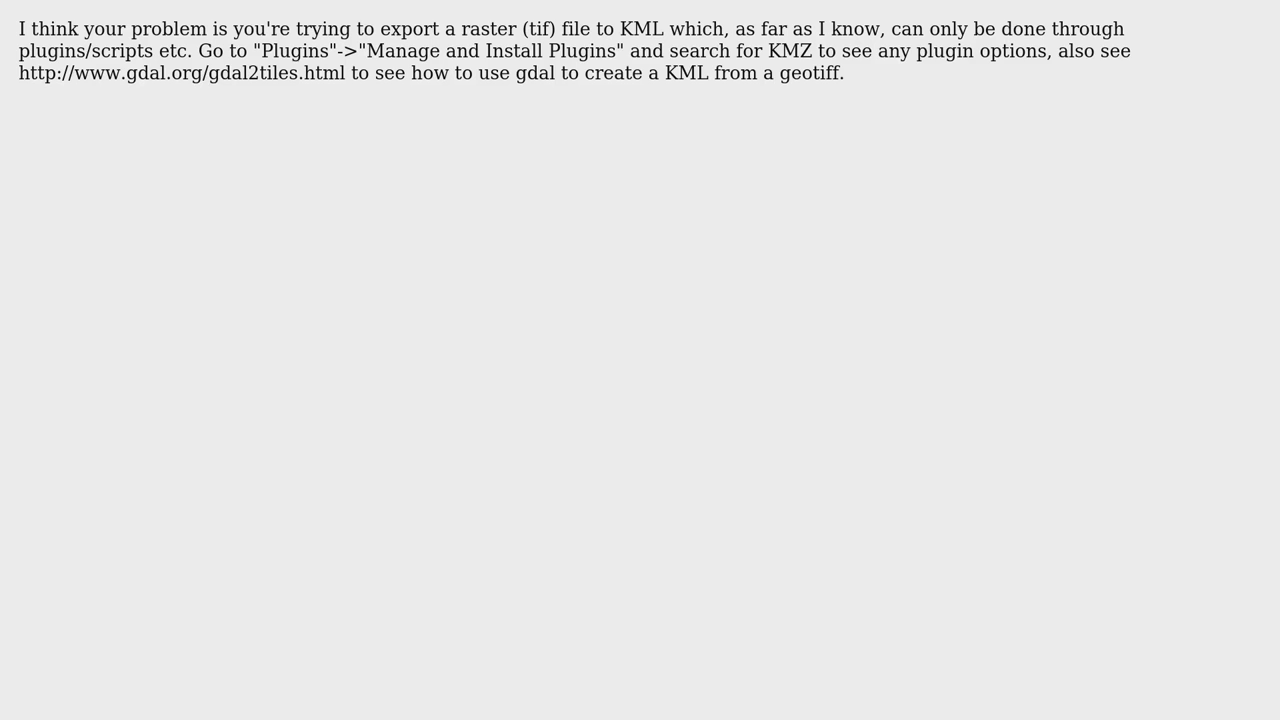 I think your problem is you're trying to export a raster (tif) file to KML which, as far as I know, can only be done through
plugins/scripts etc. Go to "Plugins"->"Manage and Install Plugins" and search for KMZ to see any plugin options, also see
http://www.gdal.org/gdal2tiles.html to see how to use gdal to create a KML from a geotiff.